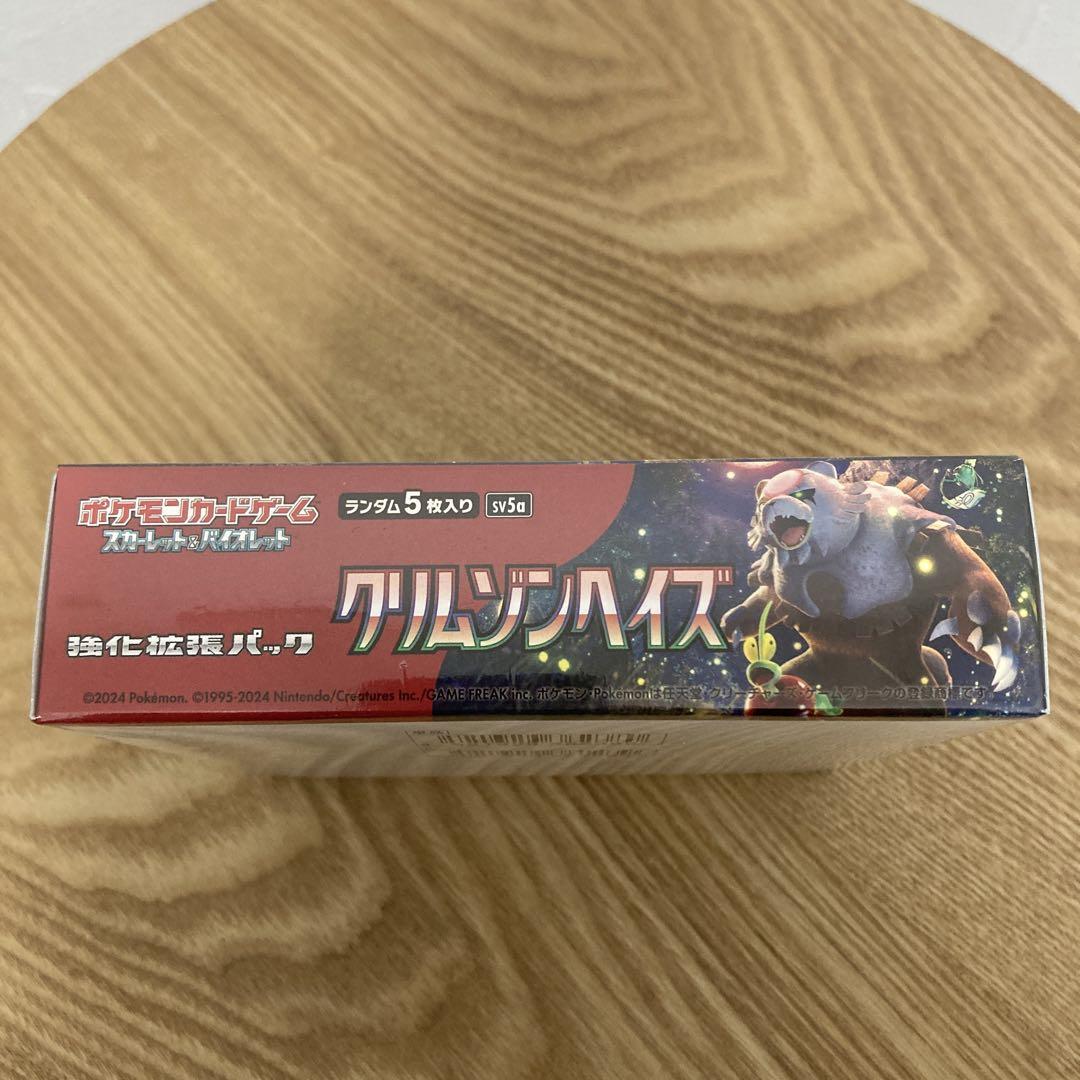 ポケモンカードゲーム
スカーレット&バイオレット
ランダム5枚入り sv5a
クリムゾンヘイズ
強化拡張パック
©2024 Pokémon. ©1995-2024 Nintendo/Creatures Inc./GAME FREAK inc. ポケモン・Pokémonは任天堂・クリーチャーズ・ゲームフリークの登録商標です。